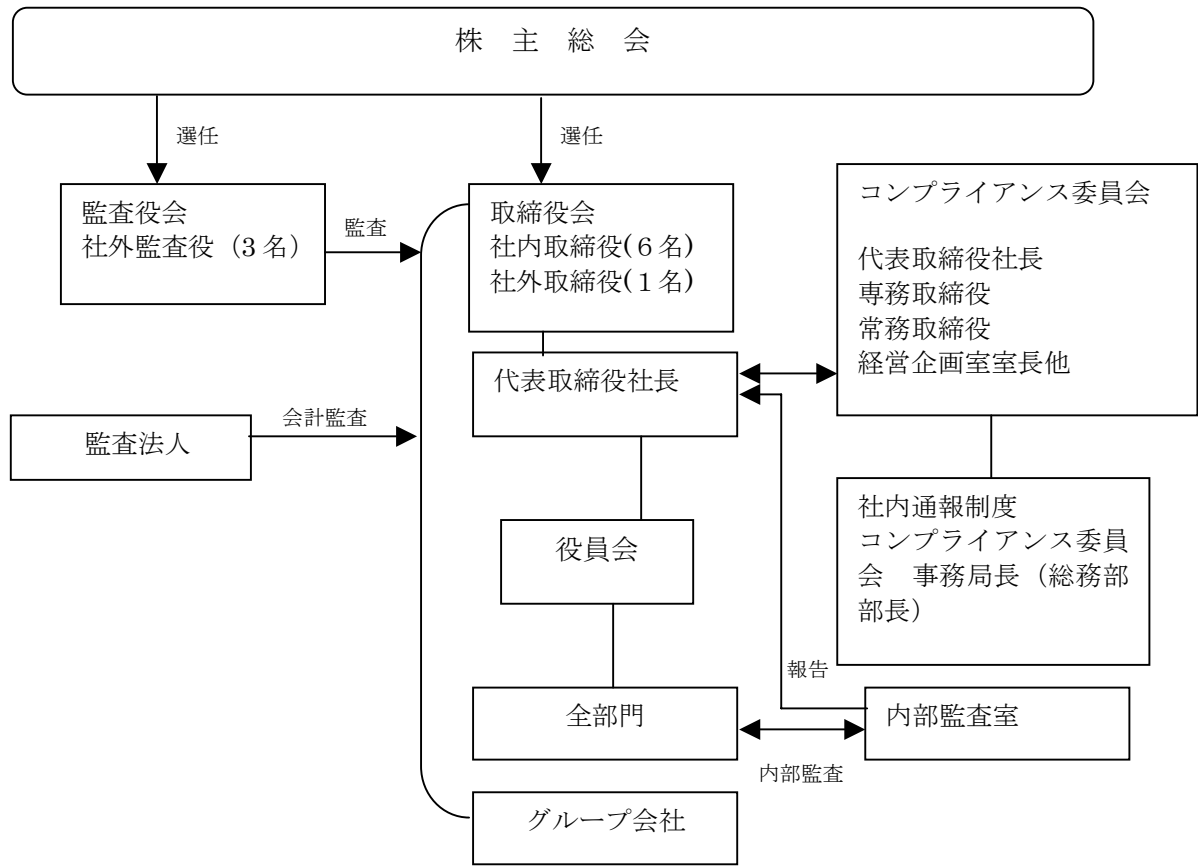 株 主 総 会
選任
選任
監査役会
社外監査役（3 名）
監査
取締役会
社内取締役(６名)
社外取締役(１名)
コンプライアンス委員会
代表取締役社長
専務取締役
常務取締役
経営企画室室長他
代表取締役社長
監査法人
会計監査
役員会
社内通報制度
コンプライアンス委員
会　事務局長（総務部
部長）
報告
全部門
内部監査室
内部監査
グループ会社